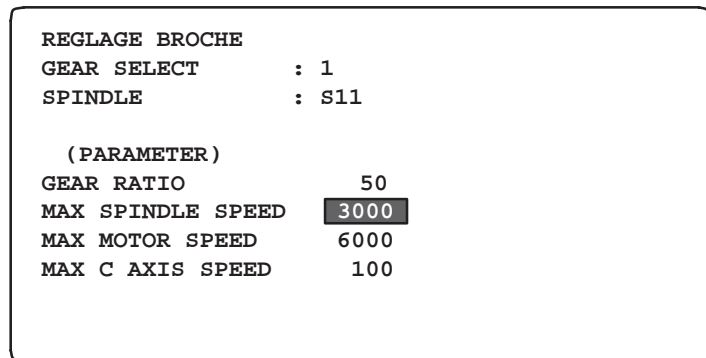 REGLAGE BROCHE
GEAR SELECT : 1
SPINDLE : S11
(PARAMETER)
GEAR RATIO 50
MAX SPINDLE SPEED 3000
MAX MOTOR SPEED 6000
MAX C AXIS SPEED 100